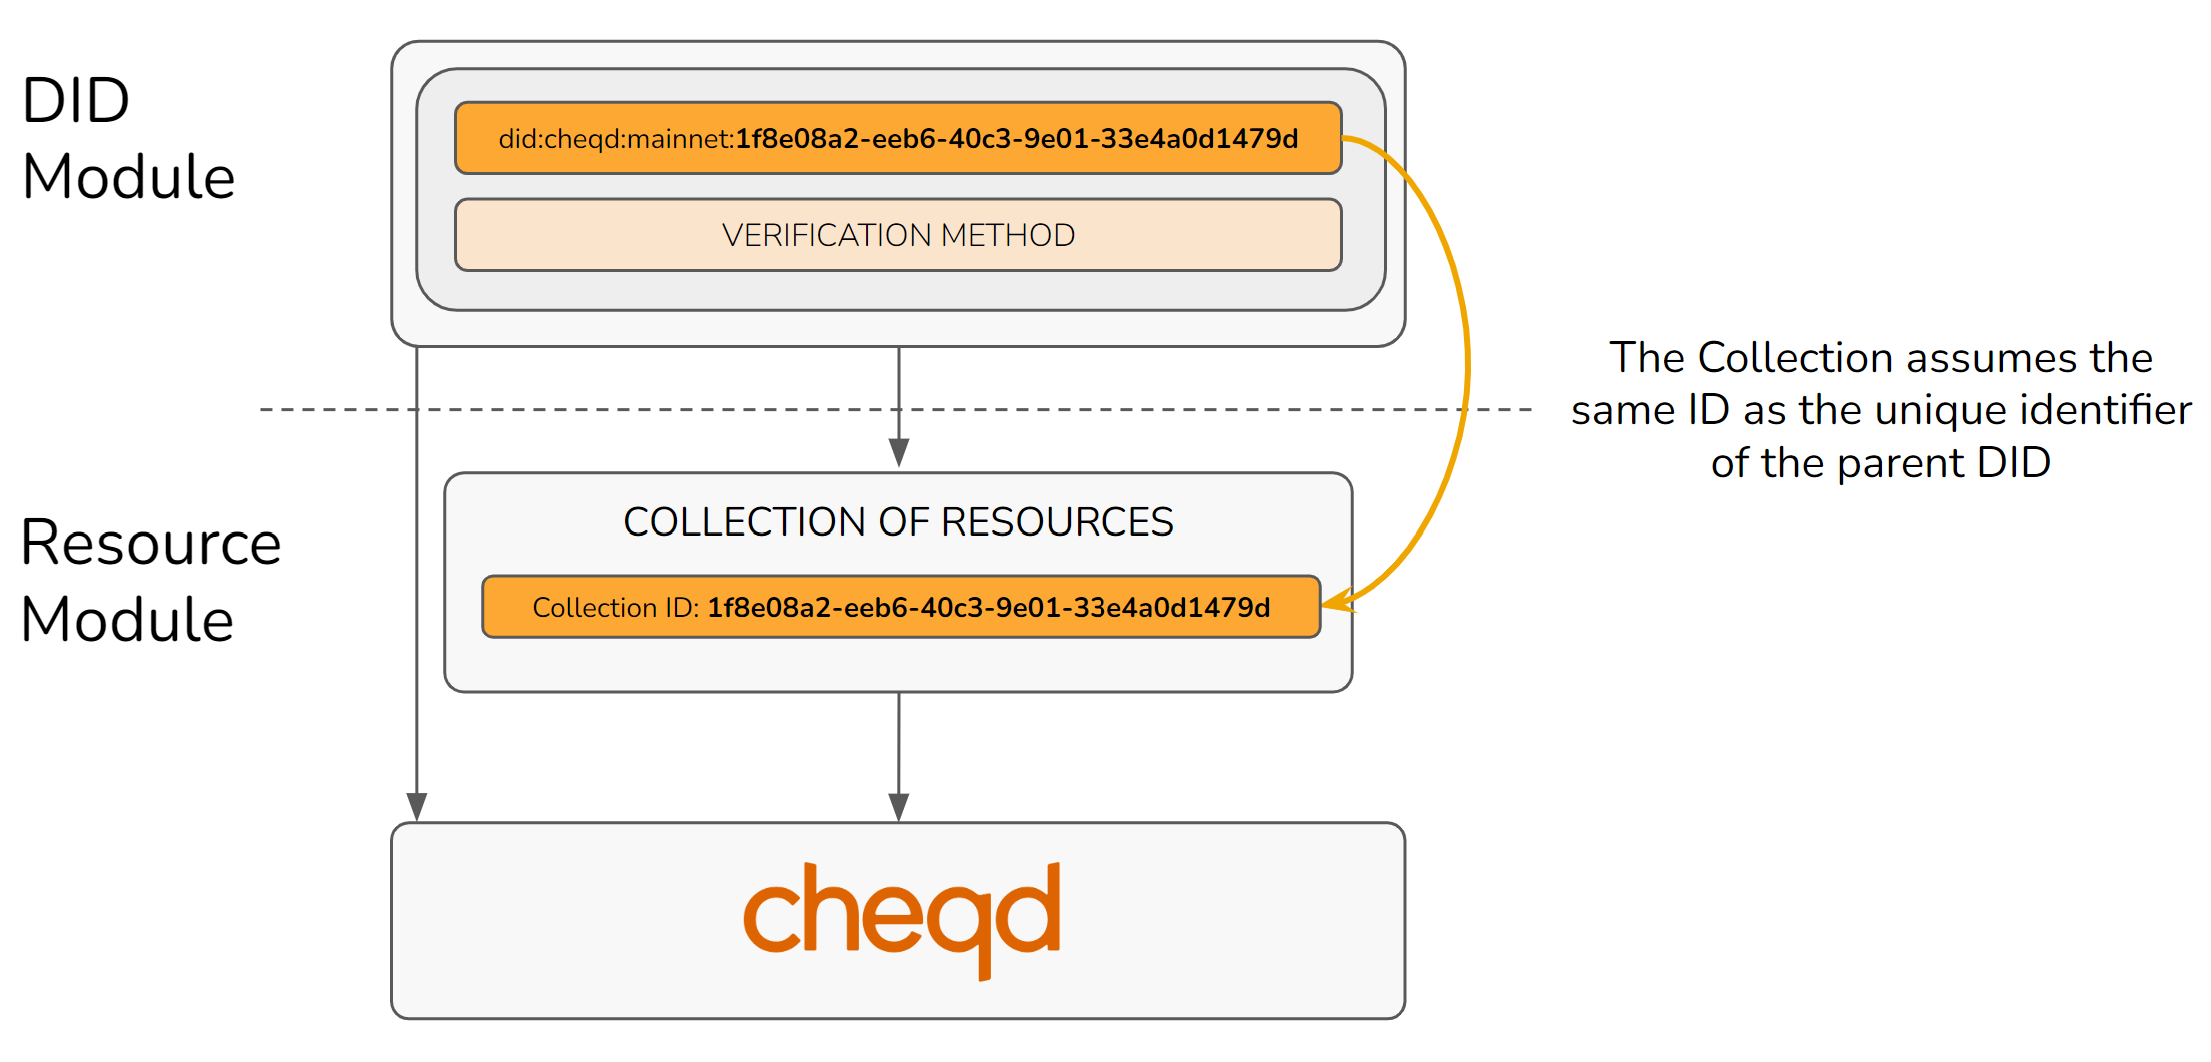 DID
Module
did:cheqd:mainnet:1f8e08a2-eeb6-40c3-9e01-33e4a0d1479d
VERIFICATION METHOD
The Collection assumes the
same ID as the unique identifier
of the parent DID
Resource
Module
COLLECTION OF RESOURCES
Collection ID: 1f8e08a2-eeb6-40c3-9e01-33e4a0d1479d
cheqd